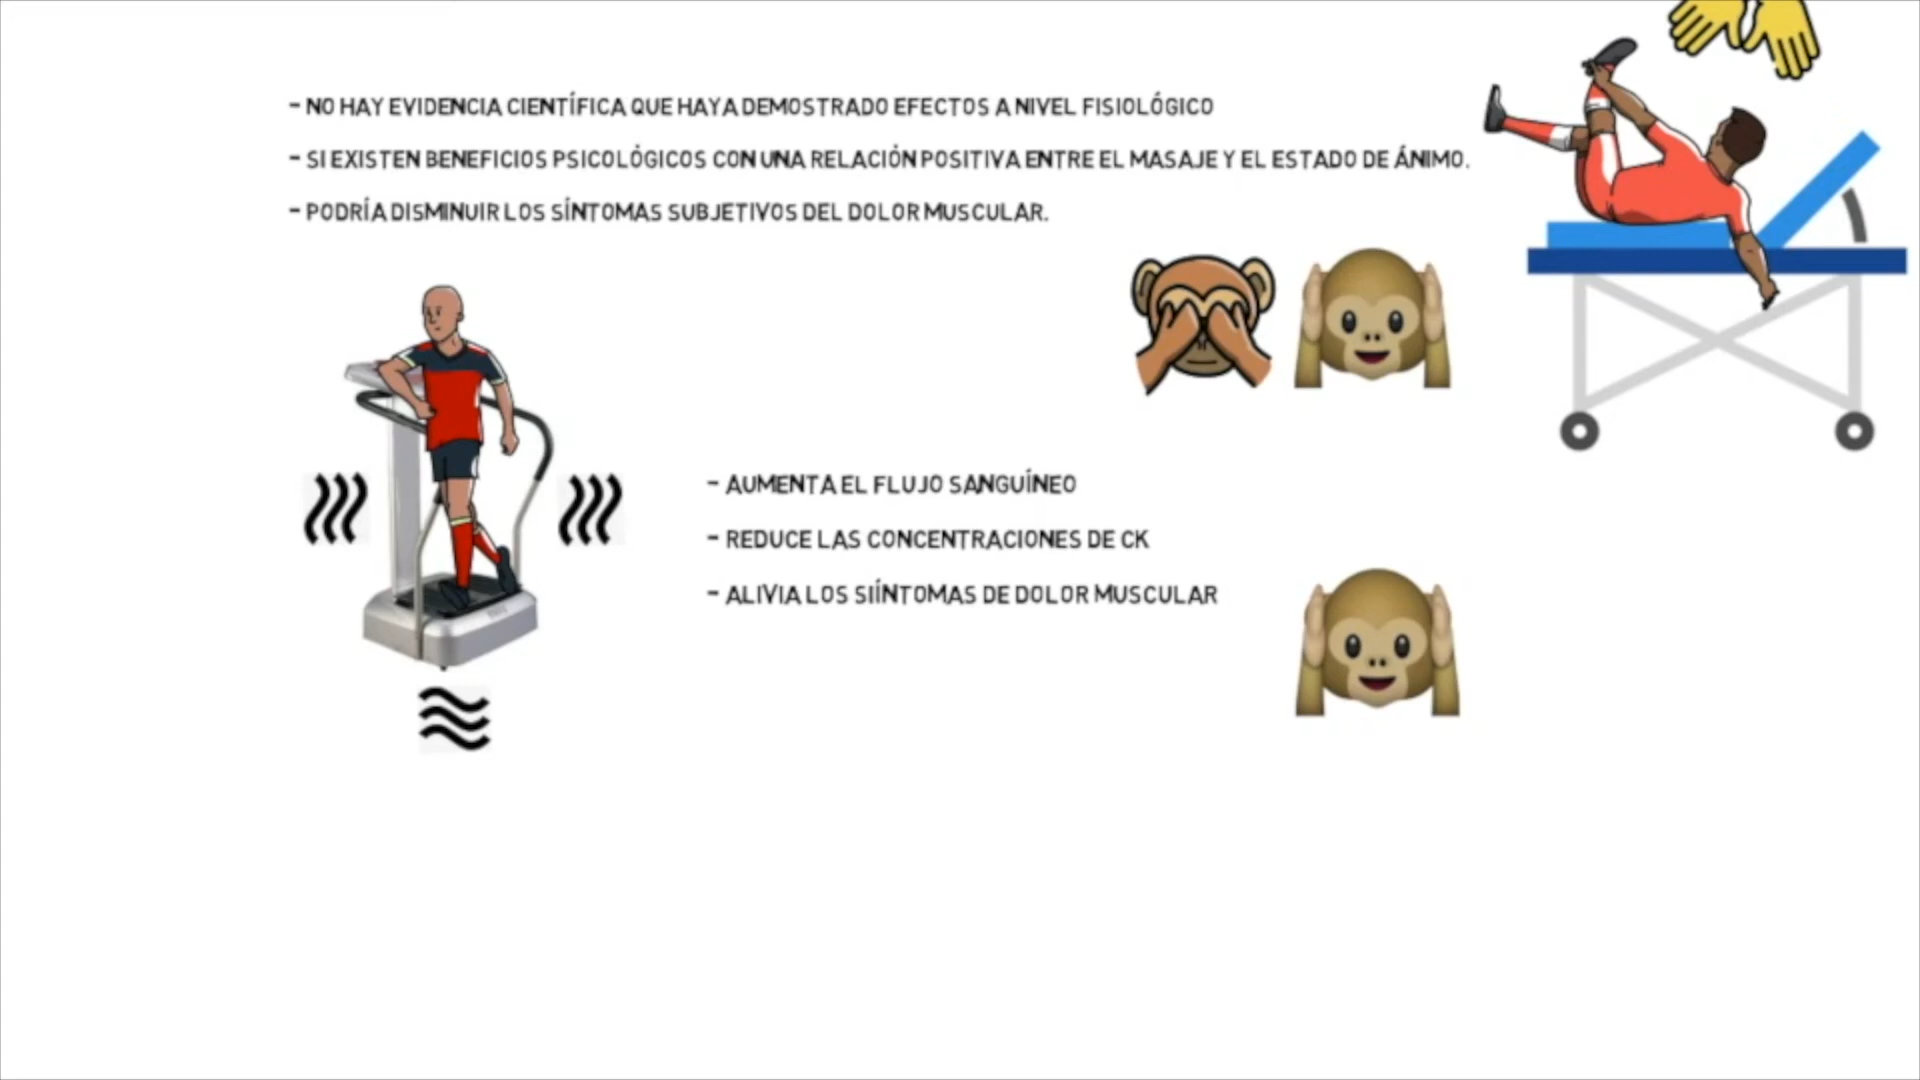 - NO HAY EVIDENCIA CIENTÍFICA QUE HAYA DEMOSTRADO EFECTOS A NIVEL FISIOLÓGICO
- SI EXISTEN BENEFICIOS PSICOLÓGICOS CON UNA RELACIÓN POSITIVA ENTRE EL MASAJE Y EL ESTADO DE ÁNIMO.
- PODRÍA DISMINUIR LOS SÍNTOMAS SUBJETIVOS DEL DOLOR MUSCULAR.
- AUMENTA EL FLUJO SANGUÍNEO
- REDUCE LAS CONCENTRACIONES DE CK
- ALIVIA LOS SIÍNTOMAS DE DOLOR MUSCULAR